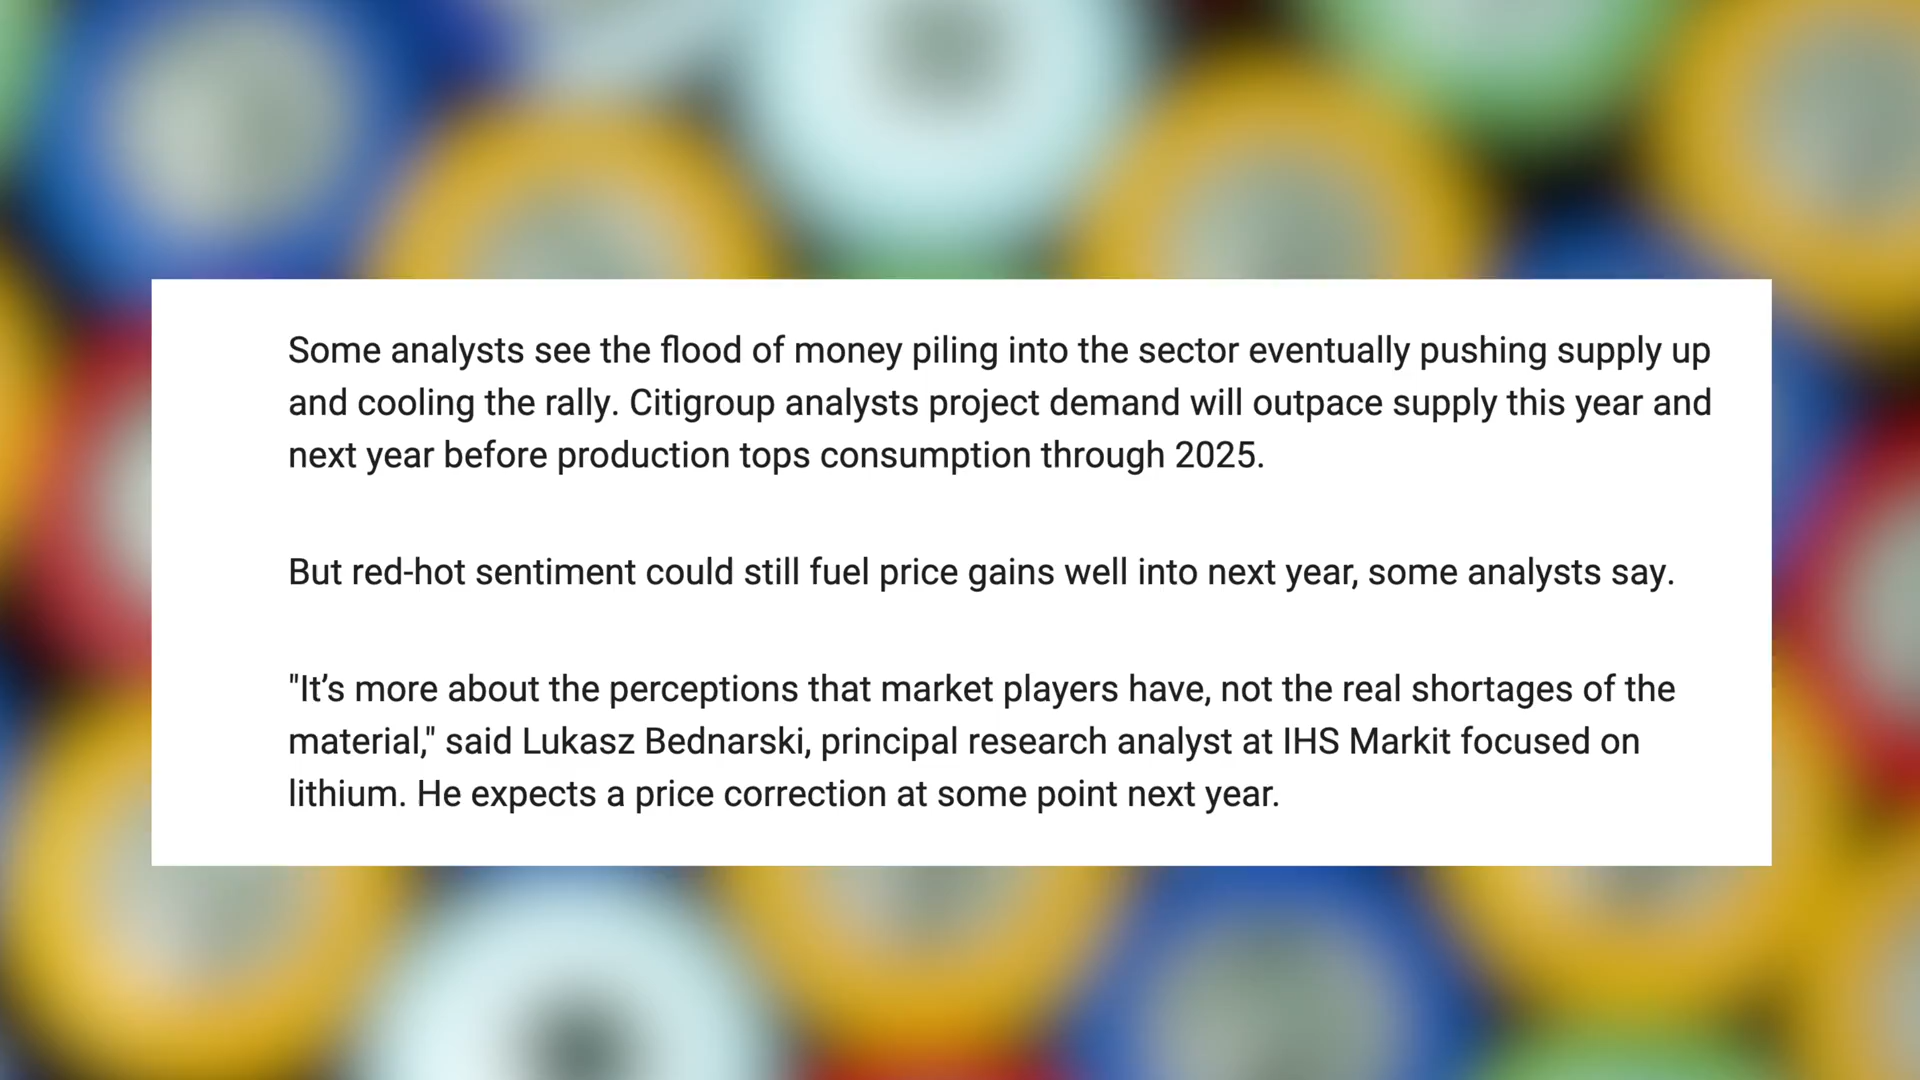 Some analysts see the flood of money piling into the sector eventually pushing supply up
and cooling the rally. Citigroup analysts project demand will outpace supply this year and
next year before production tops consumption through 2025.
But red-hot sentiment could still fuel price gains well into next year, some analysts say.
"It’s more about the perceptions that market players have, not the real shortages of the
material," said Lukasz Bednarski, principal research analyst at IHS Markit focused on
lithium. He expects a price correction at some point next year.